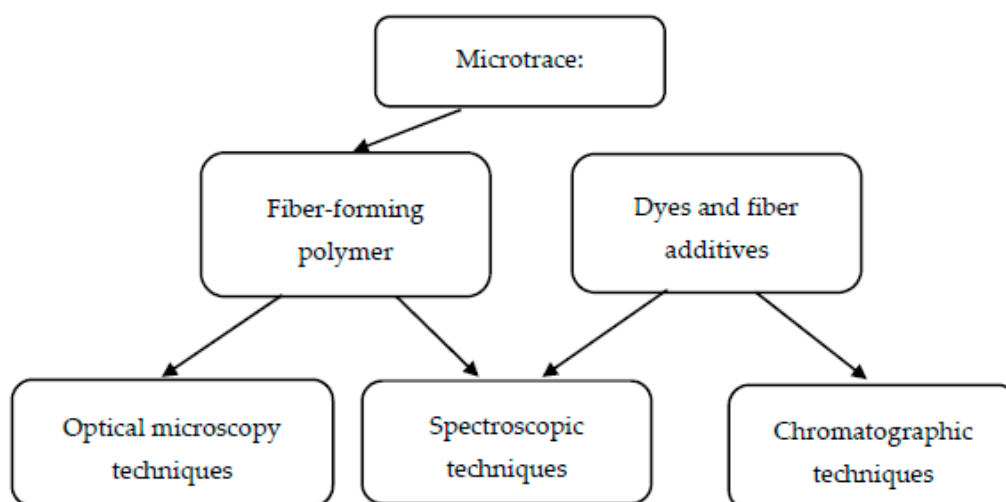 Microtrace:
Fiber-forming
polymer
Dyes and fiber
additives
Optical microscopy
techniques
Spectroscopic
techniques
Chromatographic
techniques